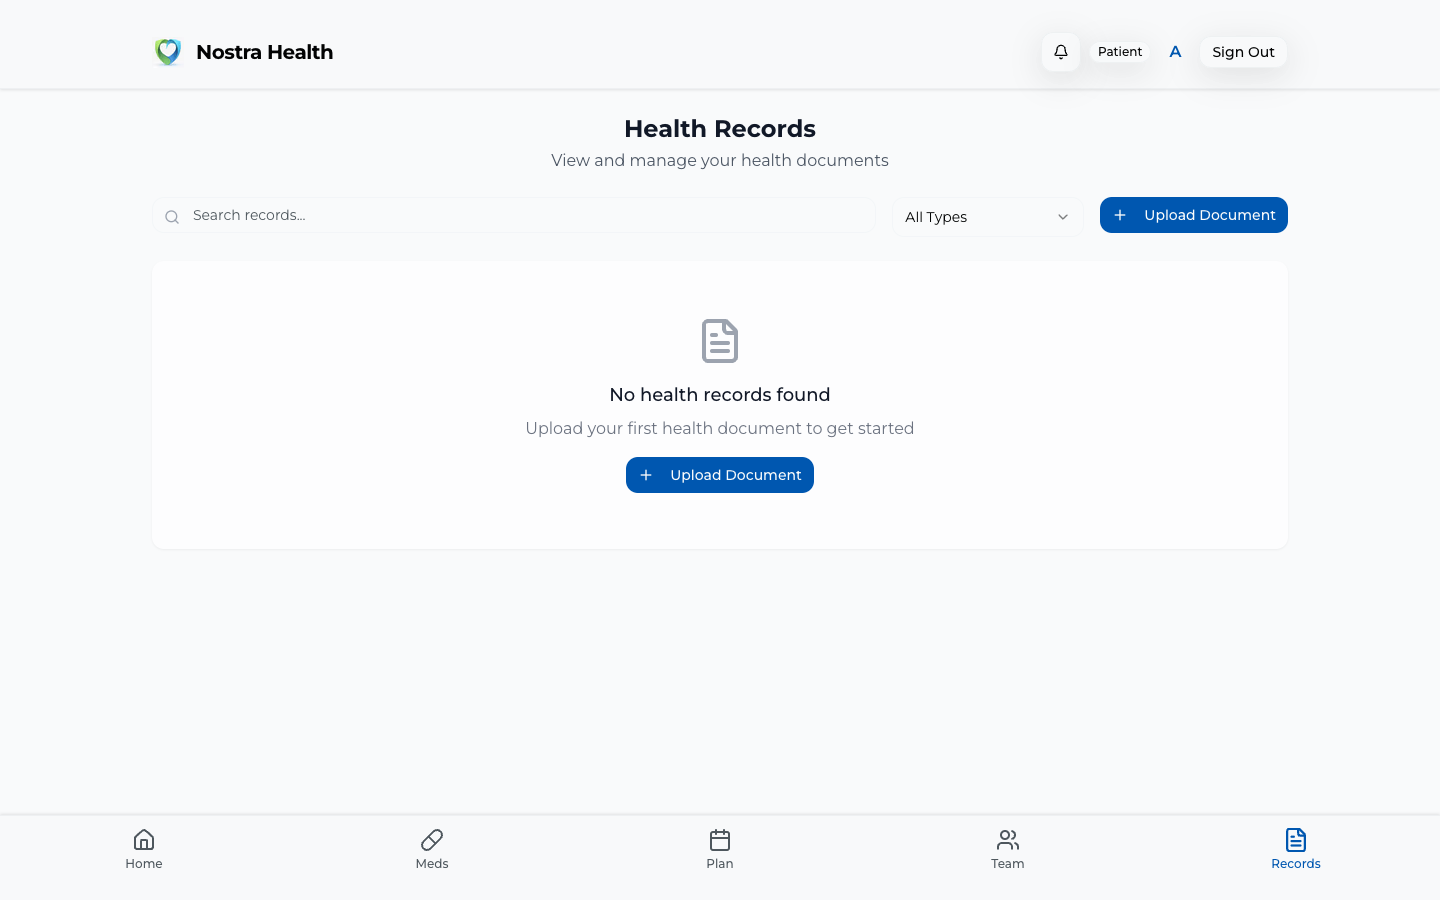 Nostra Health
Patient
A
Sign Out
Health Records
View and manage your health documents
Search records...
All Types
Upload Document
No health records found
Upload your first health document to get started
Upload Document
Home
Meds
Plan
Team
Records